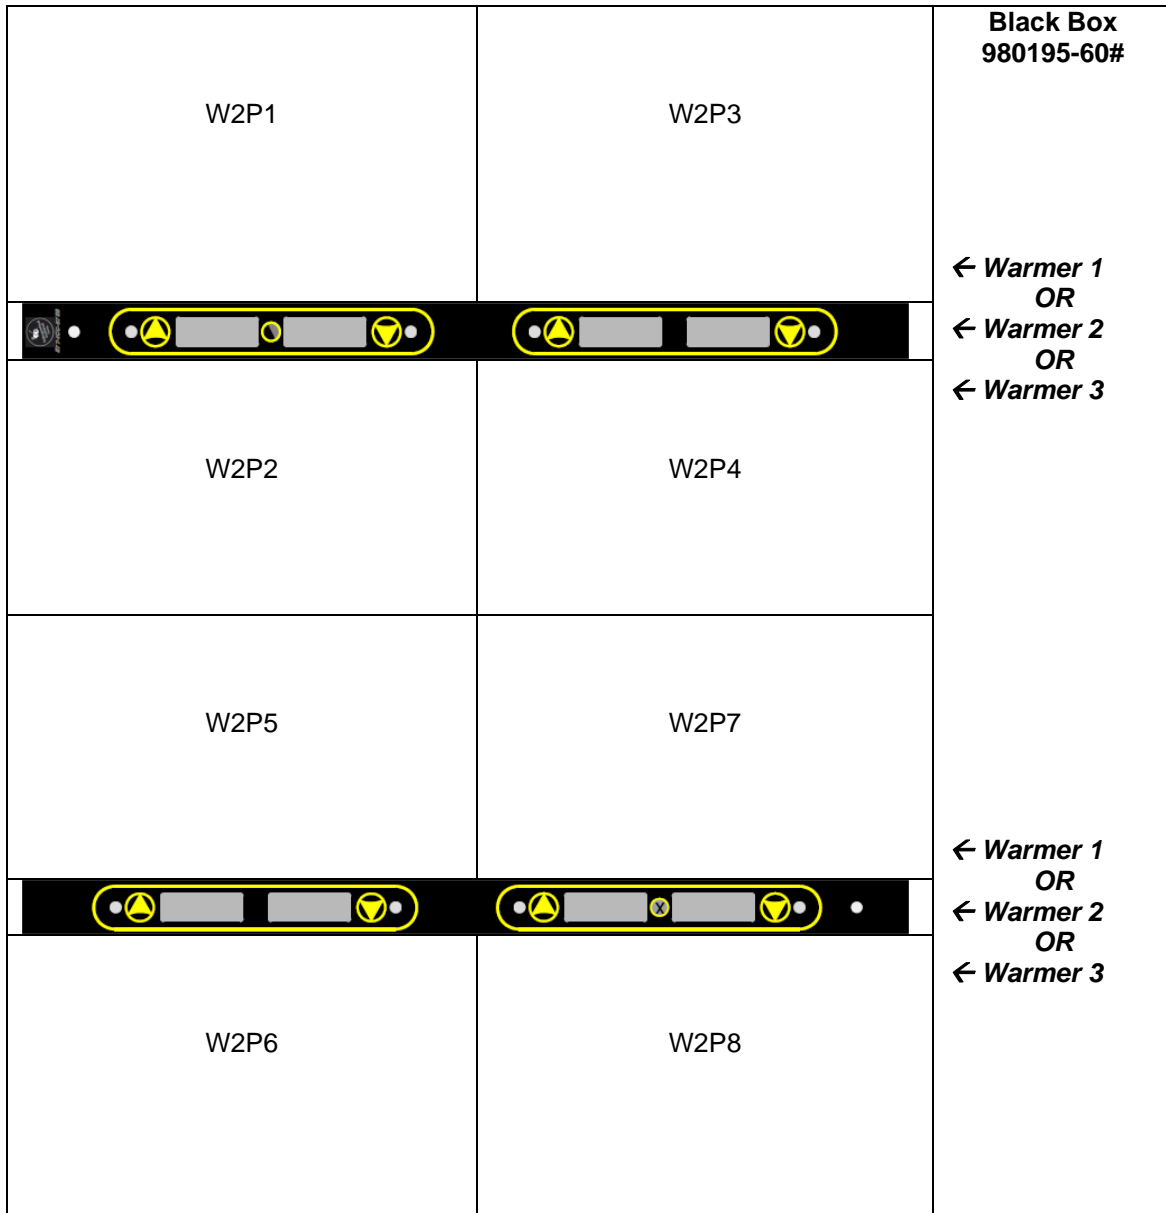 Black Box
980195-60#
W2P1
W2P3
← Warmer 1
OR
← Warmer 2
OR
← Warmer 3
W2P2
W2P4
W2P5
W2P7
← Warmer 1
OR
← Warmer 2
OR
← Warmer 3
X
W2P6
W2P8